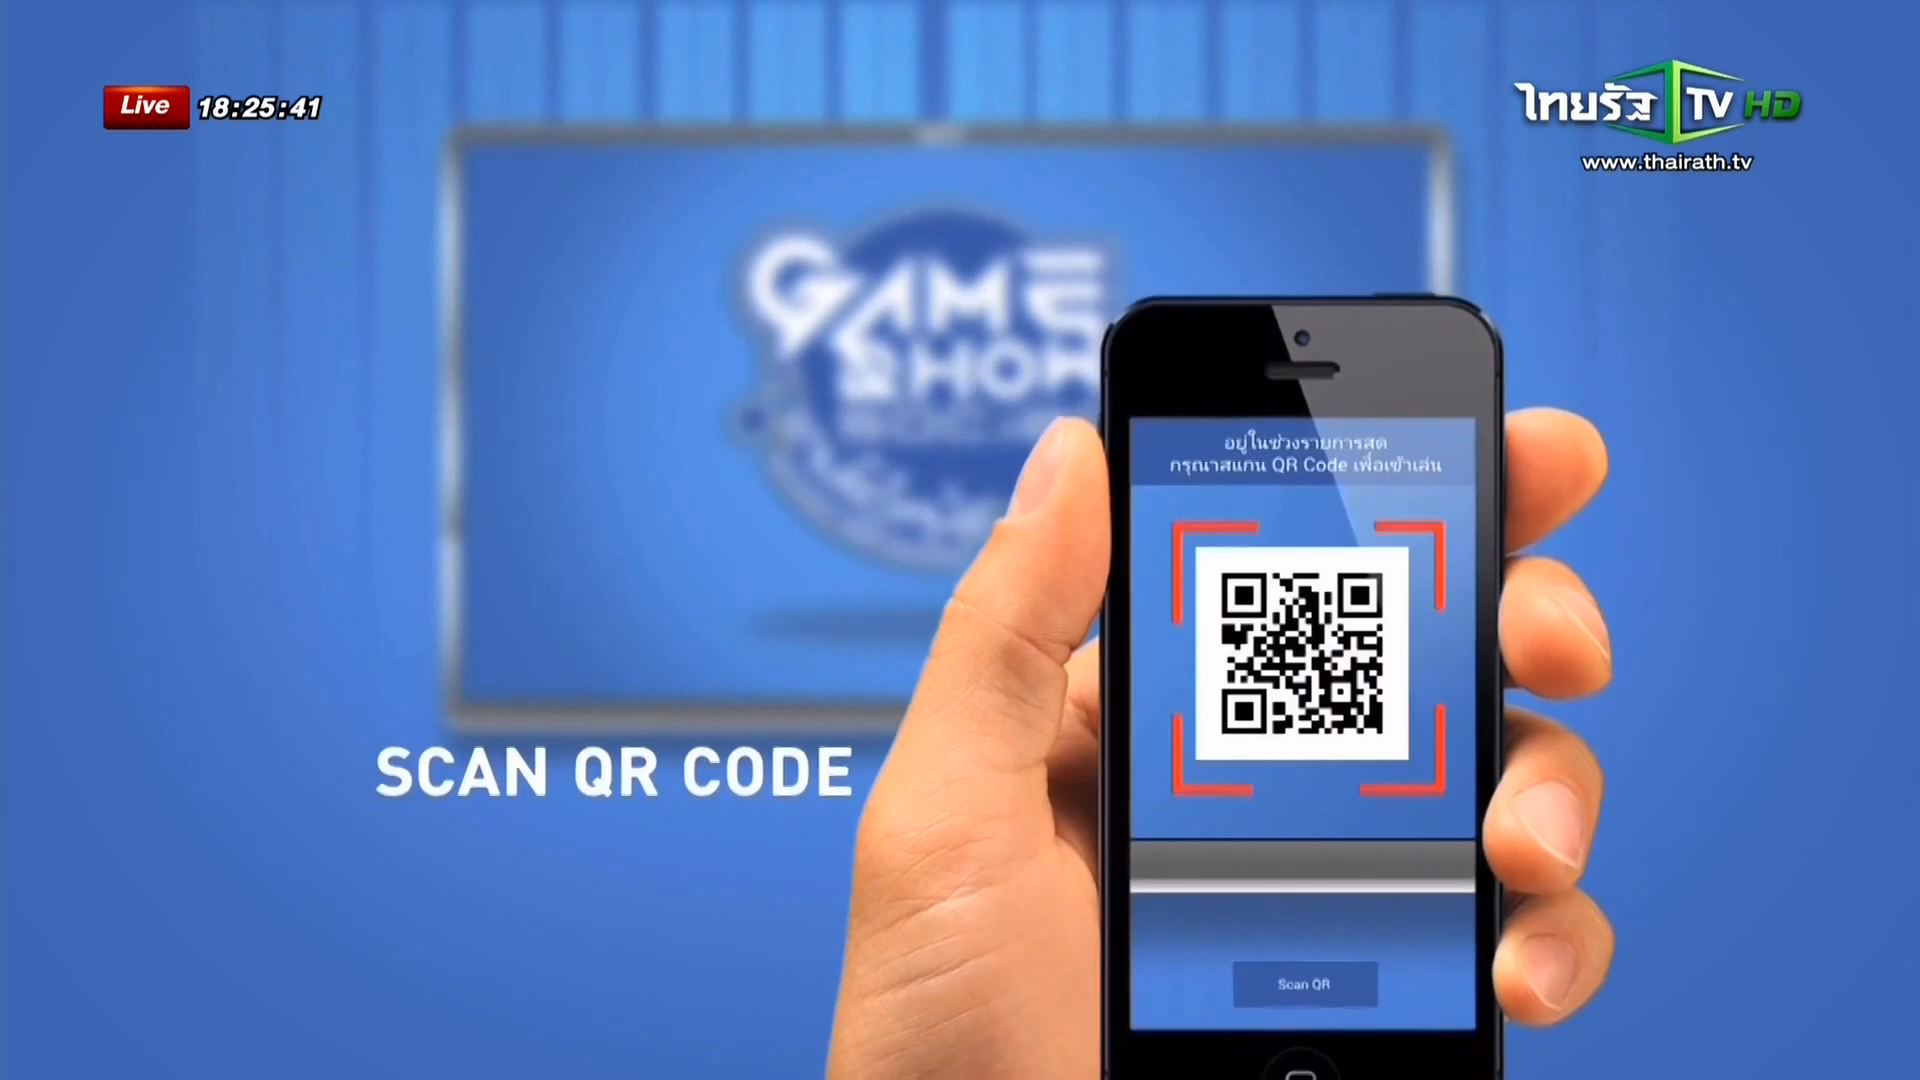 Live 18:25:41
ไทยรัฐ TV HD
www.thairath.tv
GAME
SHOW
อยู่ในช่วงรายการสด
กรุณาสแกน QR Code เพื่อเข้าเล่น
SCAN QR CODE
Scan QR